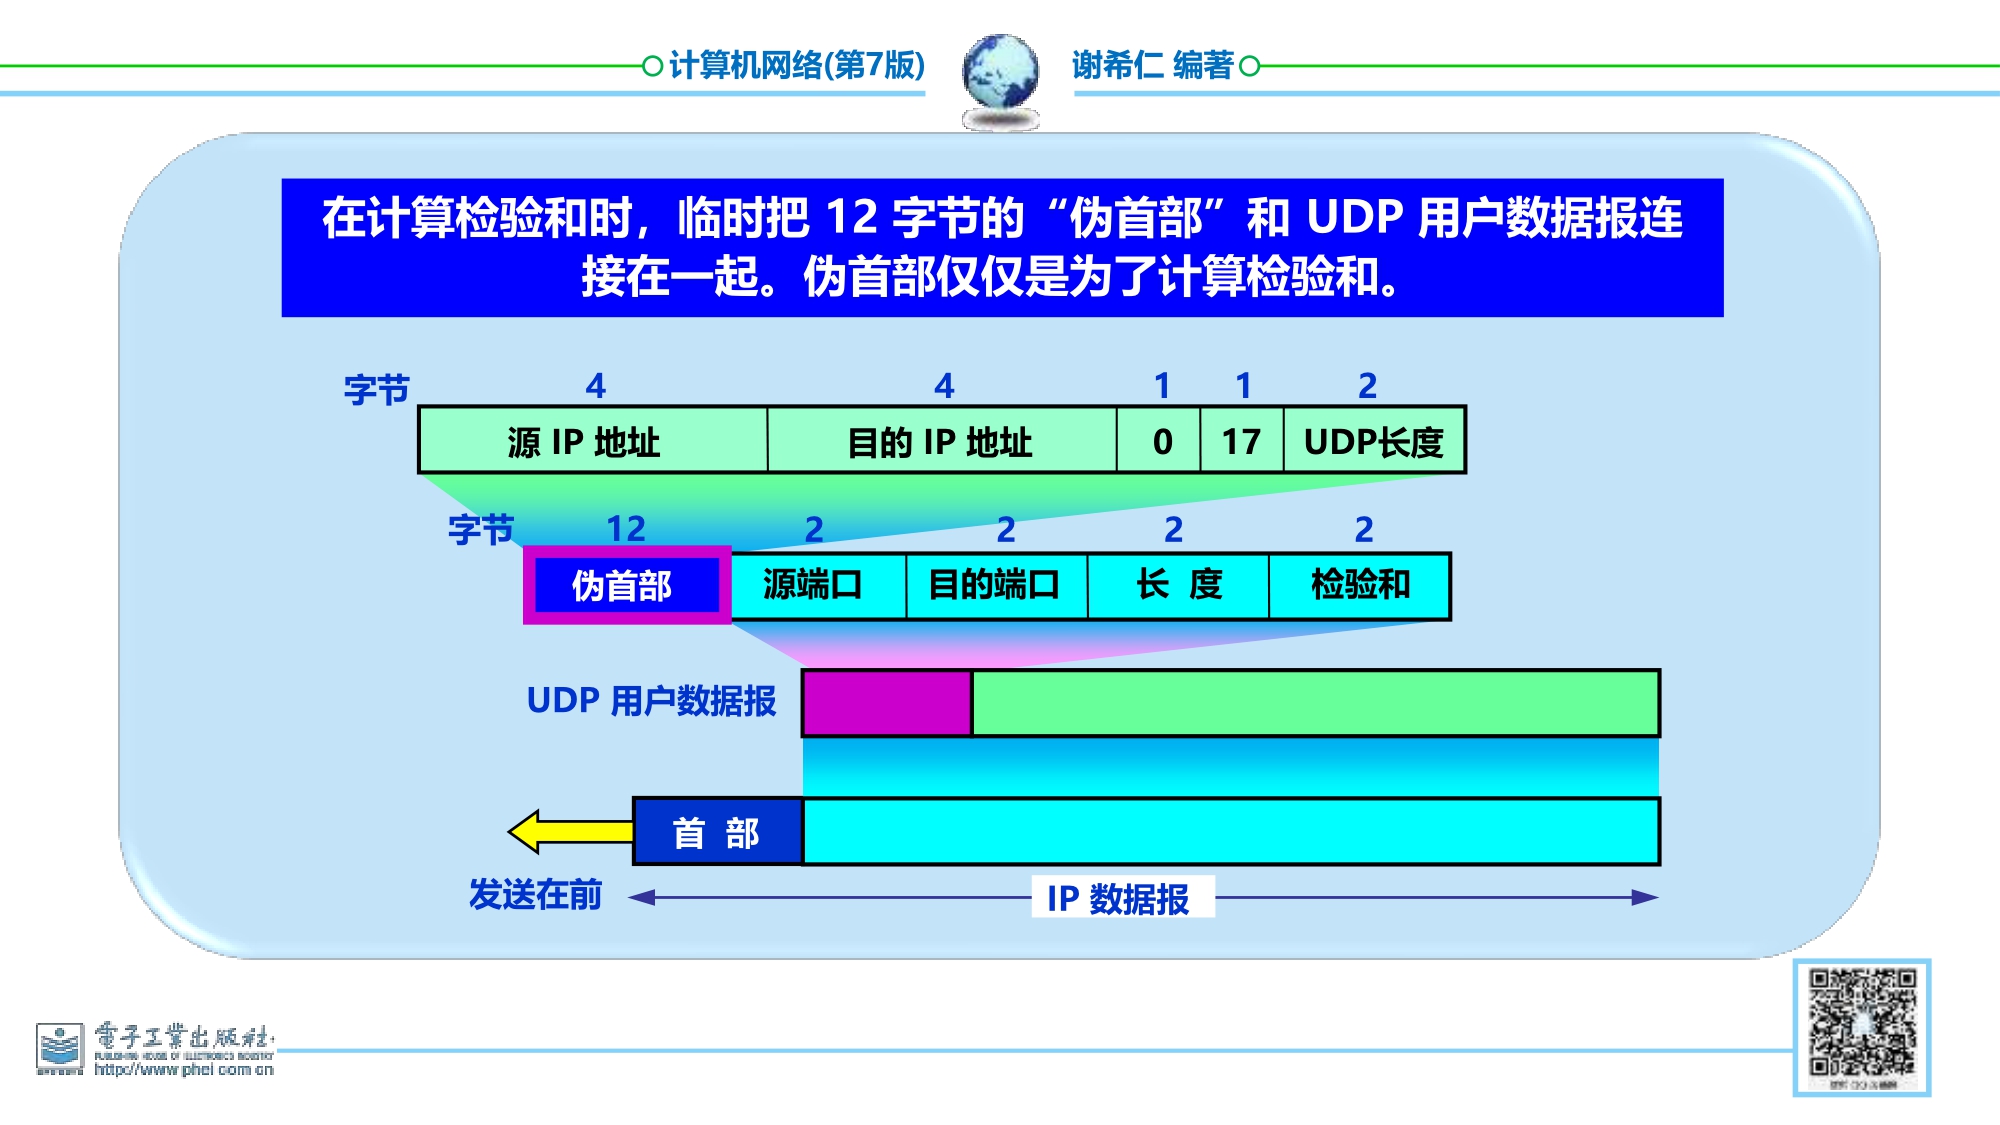 计算机网络(第7版)
谢希仁 编著
在计算检验和时，临时把 12 字节的“伪首部”和 UDP 用户数据报连
接在一起。伪首部仅仅是为了计算检验和。
字节 4 4 1 1 2
源 IP 地址 目的 IP 地址 0 17 UDP长度
字节 12 2 2 2 2
伪首部 源端口 目的端口 长 度 检验和
UDP 用户数据报
首 部
发送在前
IP 数据报
電子工業出版社
PUBLISHING HOUSE OF ELECTRONICS INDUSTRY
http://www.phei.com.cn